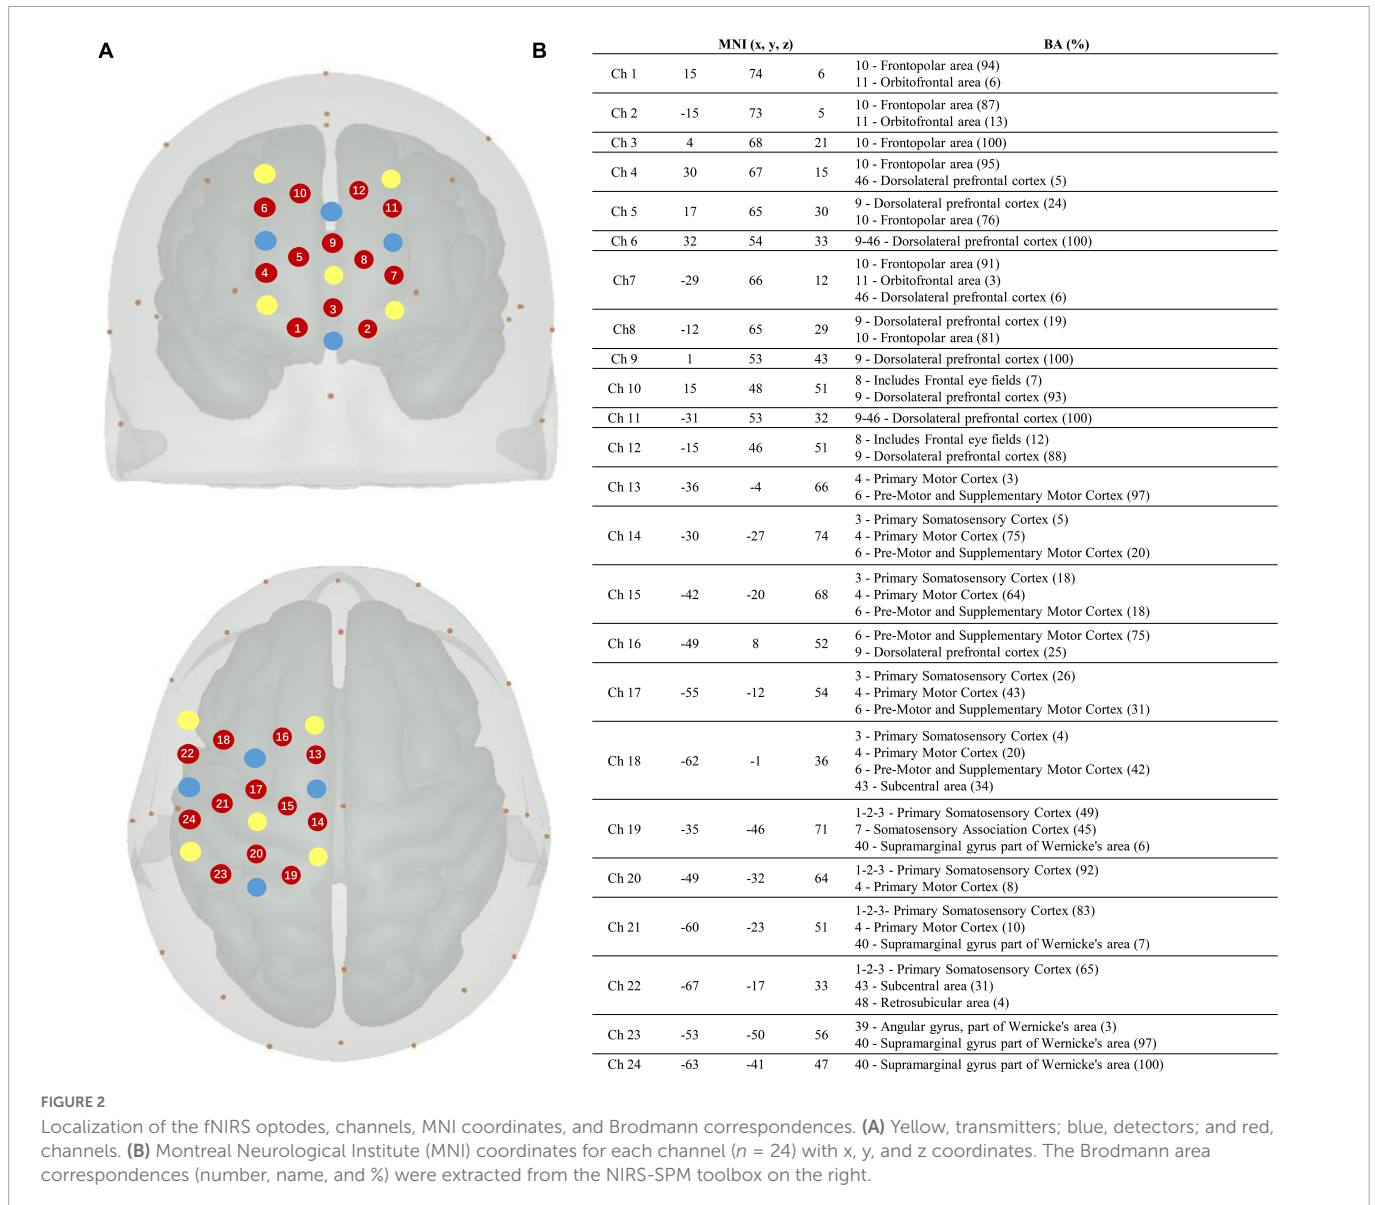 A
B
MNI (x, y, z) BA (%)
Ch 1 15 74 6 10 - Frontopolar area (94)
11 - Orbitofrontal area (6)
Ch 2 -15 73 5 10 - Frontopolar area (87)
11 - Orbitofrontal area (13)
Ch 3 4 68 21 10 - Frontopolar area (100)
Ch 4 30 67 15 10 - Frontopolar area (95)
46 - Dorsolateral prefrontal cortex (5)
Ch 5 17 65 30 9 - Dorsolateral prefrontal cortex (24)
10 - Frontopolar area (76)
Ch 6 32 54 33 9-46 - Dorsolateral prefrontal cortex (100)
Ch7 -29 66 12 10 - Frontopolar area (91)
11 - Orbitofrontal area (3)
46 - Dorsolateral prefrontal cortex (6)
Ch8 -12 65 29 9 - Dorsolateral prefrontal cortex (19)
10 - Frontopolar area (81)
Ch 9 1 53 43 9 - Dorsolateral prefrontal cortex (100)
Ch 10 15 48 51 8 - Includes Frontal eye fields (7)
9 - Dorsolateral prefrontal cortex (93)
Ch 11 -31 53 32 9-46 - Dorsolateral prefrontal cortex (100)
Ch 12 -15 46 51 8 - Includes Frontal eye fields (12)
9 - Dorsolateral prefrontal cortex (88)
Ch 13 -36 -4 66 4 - Primary Motor Cortex (3)
6 - Pre-Motor and Supplementary Motor Cortex (97)
Ch 14 -30 -27 74 3 - Primary Somatosensory Cortex (5)
4 - Primary Motor Cortex (75)
6 - Pre-Motor and Supplementary Motor Cortex (20)
Ch 15 -42 -20 68 3 - Primary Somatosensory Cortex (18)
4 - Primary Motor Cortex (64)
6 - Pre-Motor and Supplementary Motor Cortex (18)
Ch 16 -49 8 52 6 - Pre-Motor and Supplementary Motor Cortex (75)
9 - Dorsolateral prefrontal cortex (25)
Ch 17 -55 -12 54 3 - Primary Somatosensory Cortex (26)
4 - Primary Motor Cortex (43)
6 - Pre-Motor and Supplementary Motor Cortex (31)
Ch 18 -62 -1 36 3 - Primary Somatosensory Cortex (4)
4 - Primary Motor Cortex (20)
6 - Pre-Motor and Supplementary Motor Cortex (42)
43 - Subcentral area (34)
Ch 19 -35 -46 71 1-2-3 - Primary Somatosensory Cortex (49)
7 - Somatosensory Association Cortex (45)
40 - Supramarginal gyrus part of Wernicke's area (6)
Ch 20 -49 -32 64 1-2-3 - Primary Somatosensory Cortex (92)
4 - Primary Motor Cortex (8)
Ch 21 -60 -23 51 1-2-3- Primary Somatosensory Cortex (83)
4 - Primary Motor Cortex (10)
40 - Supramarginal gyrus part of Wernicke's area (7)
Ch 22 -67 -17 33 1-2-3 - Primary Somatosensory Cortex (65)
43 - Subcentral area (31)
48 - Retrosubicular area (4)
Ch 23 -53 -50 56 39 - Angular gyrus, part of Wernicke's area (3)
40 - Supramarginal gyrus part of Wernicke's area (97)
Ch 24 -63 -41 47 40 - Supramarginal gyrus part of Wernicke's area (100)
10 12
6 11
9
5 8
4 7
3
1 2
18 16
22 13
17
21 15
24 14
20
23 19
FIGURE 2
Localization of the fNIRS optodes, channels, MNI coordinates, and Brodmann correspondences. (A) Yellow, transmitters; blue, detectors; and red,
channels. (B) Montreal Neurological Institute (MNI) coordinates for each channel (n = 24) with x, y, and z coordinates. The Brodmann area
correspondences (number, name, and %) were extracted from the NIRS-SPM toolbox on the right.